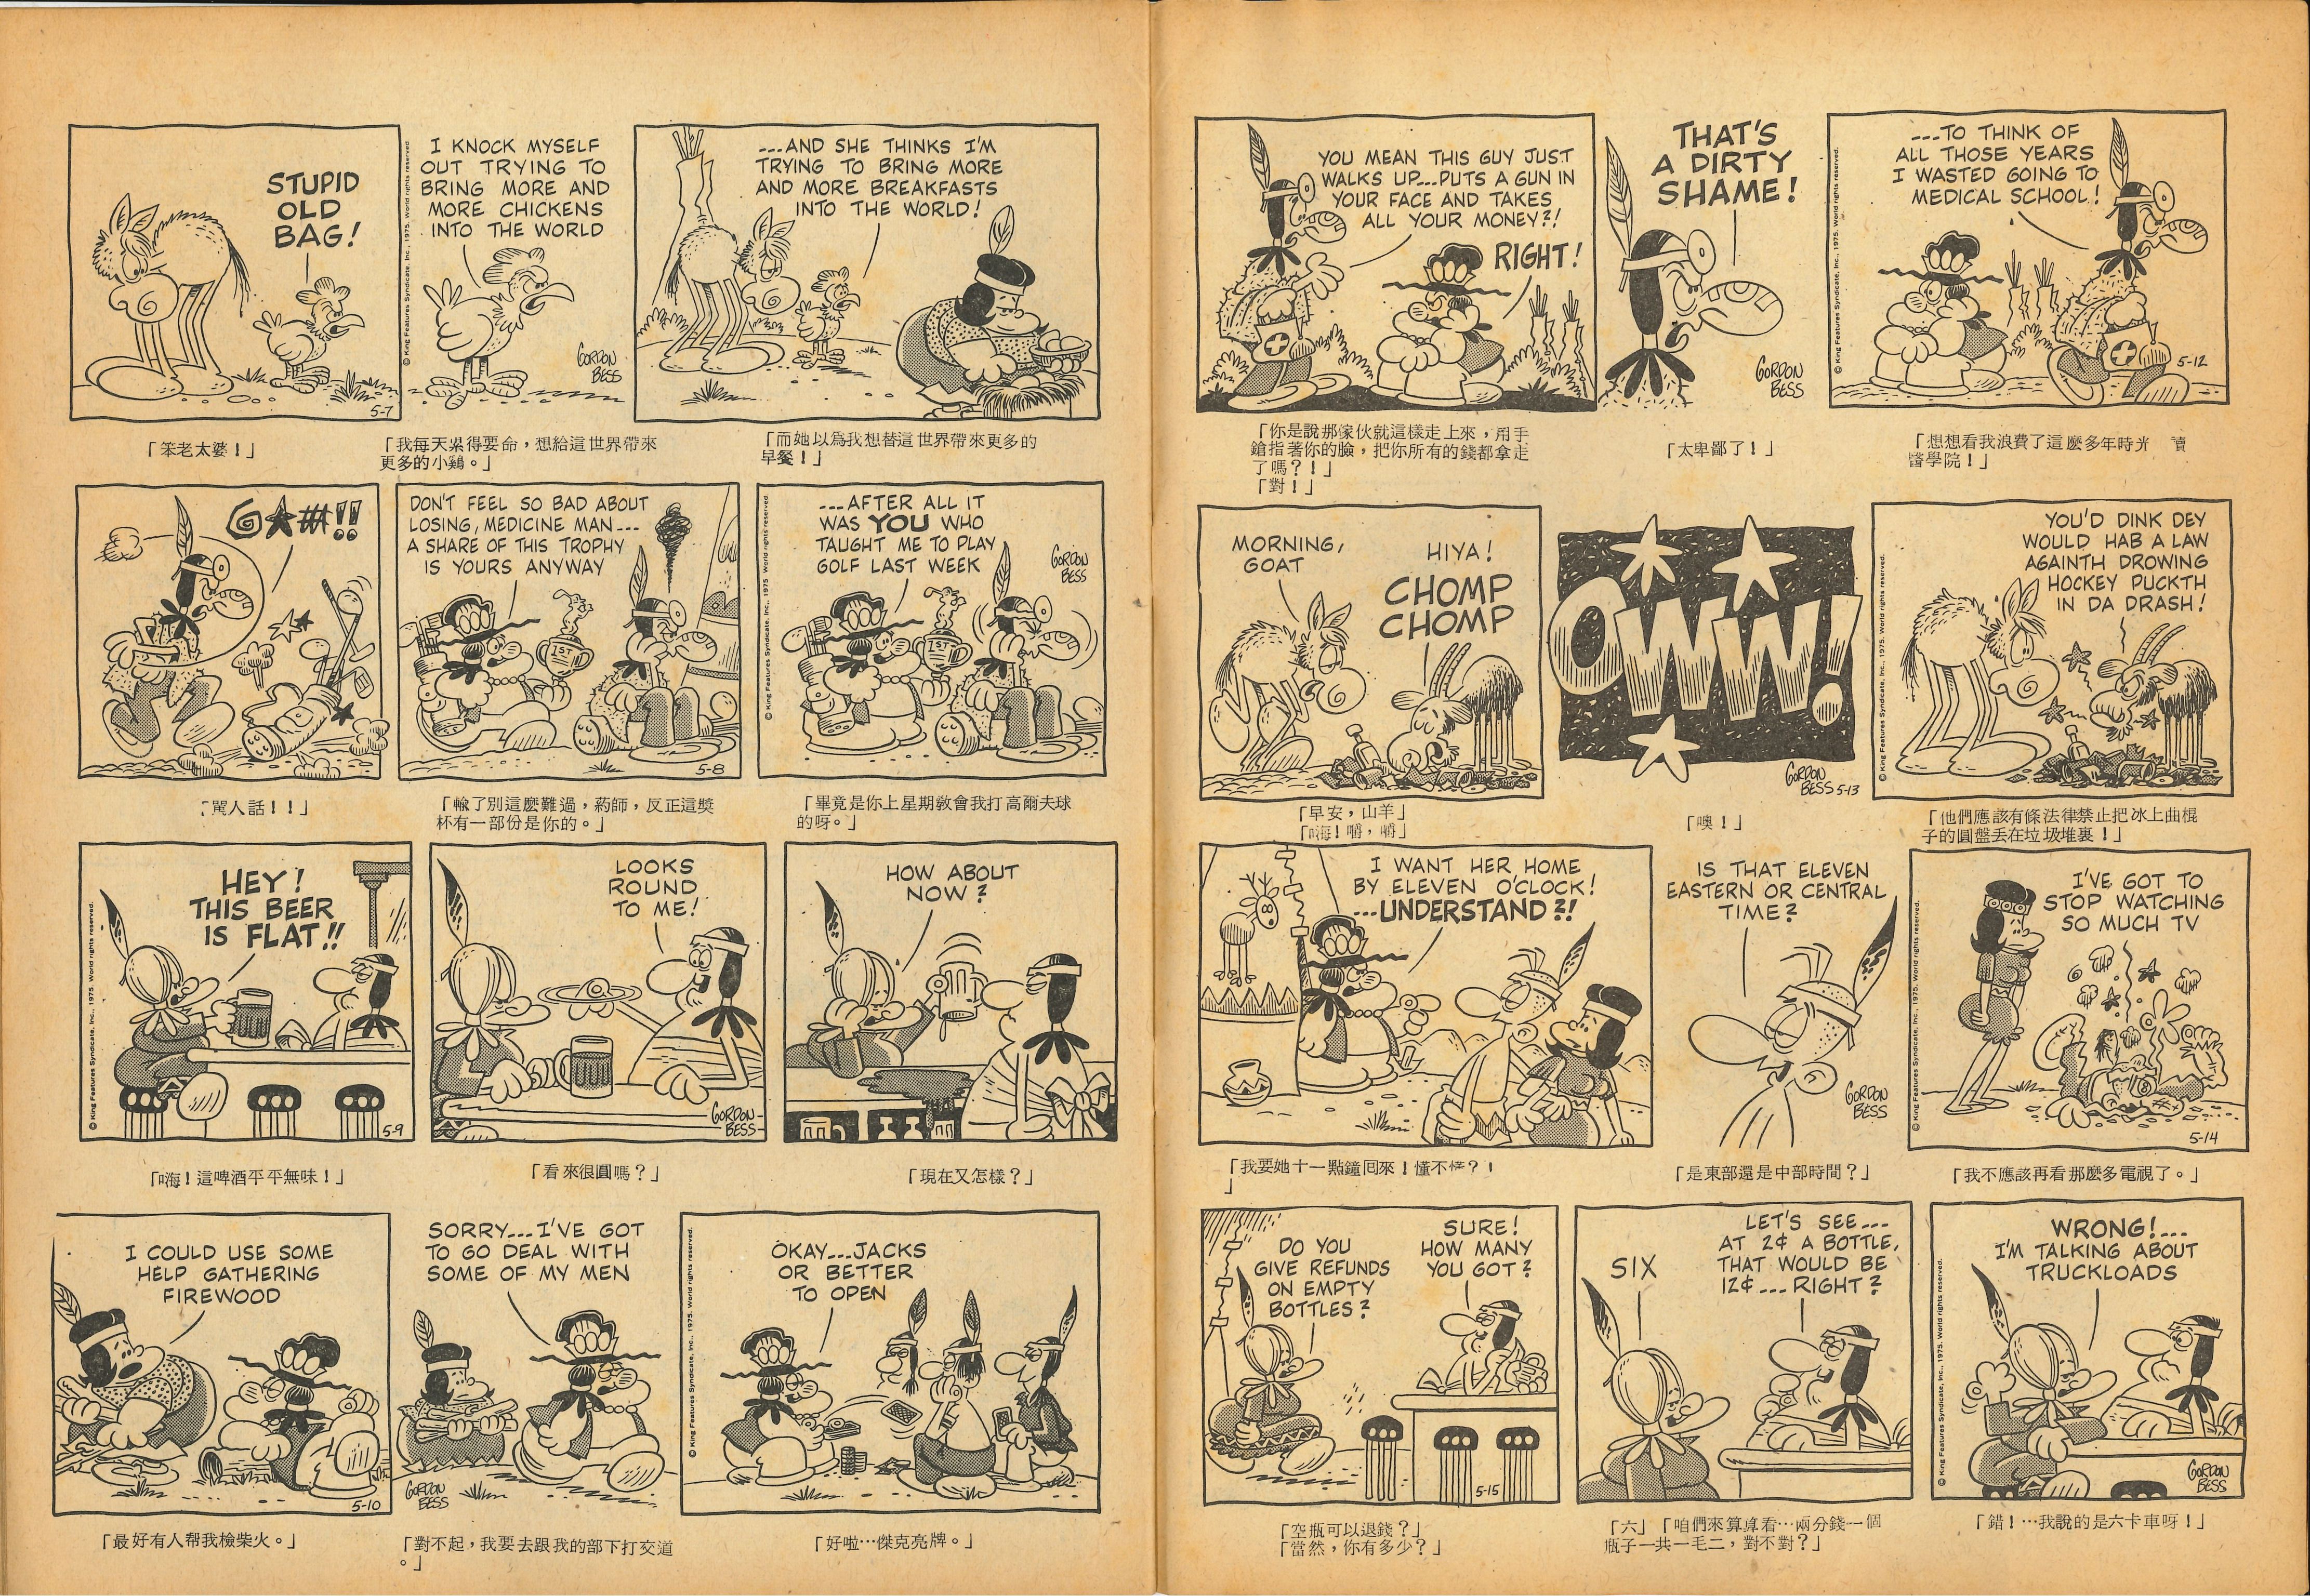 STUPID
OLD
BAG!
5-7
© King Features Syndicate, Inc., 1975. World rights reserved.
I KNOCK MYSELF
OUT TRYING TO
BRING MORE AND
MORE CHICKENS
INTO THE WORLD
GORDON
BESS
---AND SHE THINKS I'M
TRYING TO BRING MORE
AND MORE BREAKFASTS
INTO THE WORLD!
「笨老太婆!」
「我每天累得要命,想給這世界帶來
更多的小鷄。」
「而她以爲我想替這世界帶來更多的
早餐!」
@★#!!
DON'T FEEL SO BAD ABOUT
LOSING, MEDICINE MAN---
A SHARE OF THIS TROPHY
IS YOURS ANYWAY
1ST
5-8
© King Features Syndicate, Inc., 1975. World rights reserved.
---AFTER ALL IT
WAS YOU WHO
TAUGHT ME TO PLAY
GOLF LAST WEEK
GORDON
BESS
1ST
「駡人話!!」
「輸了別這麽難過,葯師,反正這獎
杯有一部份是你的。」
「畢竟是你上星期敎會我打高爾夫球
的呀。」
© King Features Syndicate, Inc., 1975. World rights reserved.
HEY!
THIS BEER
IS FLAT!!
5-9
LOOKS
ROUND
TO ME!
GORDON
BESS
HOW ABOUT
NOW?
「嗨!這啤酒平平無味!」
「看來很圓嗎?」
「現在又怎樣?」
I COULD USE SOME
HELP GATHERING
FIREWOOD
5-10
SORRY---I'VE GOT
TO GO DEAL WITH
SOME OF MY MEN
GORDON
BESS
© King Features Syndicate, Inc., 1975. World rights reserved.
OKAY---JACKS
OR BETTER
TO OPEN
「最好有人帮我檢柴火。」
「對不起,我要去跟我的部下打交道
。」
「好啦…傑克亮牌。」
YOU MEAN THIS GUY JUST
WALKS UP---PUTS A GUN IN
YOUR FACE AND TAKES
ALL YOUR MONEY?!
RIGHT!
THAT'S
A DIRTY
SHAME!
GORDON
BESS
© King Features Syndicate, Inc., 1975. World rights reserved.
---TO THINK OF
ALL THOSE YEARS
I WASTED GOING TO
MEDICAL SCHOOL!
5-12
「你是說那傢伙就這樣走上來,用手
鎗指著你的臉,把你所有的錢都拿走
了嗎?!」
「對!」
「太卑鄙了!」
「想想看我浪費了這麽多年時光 讀
醫學院!」
MORNING,
GOAT
HIYA!
CHOMP
CHOMP
OWW!
GORDON
BESS 5-13
© King Features Syndicate, Inc., 1975. World rights reserved.
YOU'D DINK DEY
WOULD HAB A LAW
AGAINTH DROWING
HOCKEY PUCKTH
IN DA DRASH!
「早安,山羊」
「嗨!嚼,嚼」
「噢!」
「他們應該有條法律禁止把冰上曲棍
子的圓盤丢在垃圾堆裏!」
I WANT HER HOME
BY ELEVEN O'CLOCK!
---UNDERSTAND?!
IS THAT ELEVEN
EASTERN OR CENTRAL
TIME?
GORDON
BESS
© King Features Syndicate, Inc., 1975. World rights reserved.
I'VE GOT TO
STOP WATCHING
SO MUCH TV
5-14
「我要她十一點鐘囘來!懂不懂?!
」
「是東部還是中部時間?」
「我不應該再看那麽多電視了。」
DO YOU
GIVE REFUNDS
ON EMPTY
BOTTLES?
SURE!
HOW MANY
YOU GOT?
5-15
SIX
LET'S SEE---
AT 2¢ A BOTTLE,
THAT WOULD BE
12¢---RIGHT?
© King Features Syndicate, Inc., 1975. World rights reserved.
WRONG!---
I'M TALKING ABOUT
TRUCKLOADS
GORDON
BESS
「空瓶可以退錢?」
「當然,你有多少?」
「六」「咱們來算算看…兩分錢一個
瓶子一共一毛二,對不對?」
「錯!…我說的是六卡車呀!」